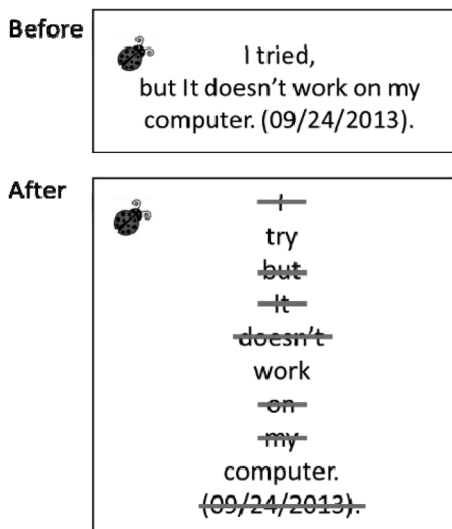 Before
I tried,
but It doesn't work on my
computer. (09/24/2013).
After
I
try
but
It
doesn't
work
on
my
computer.
(09/24/2013).